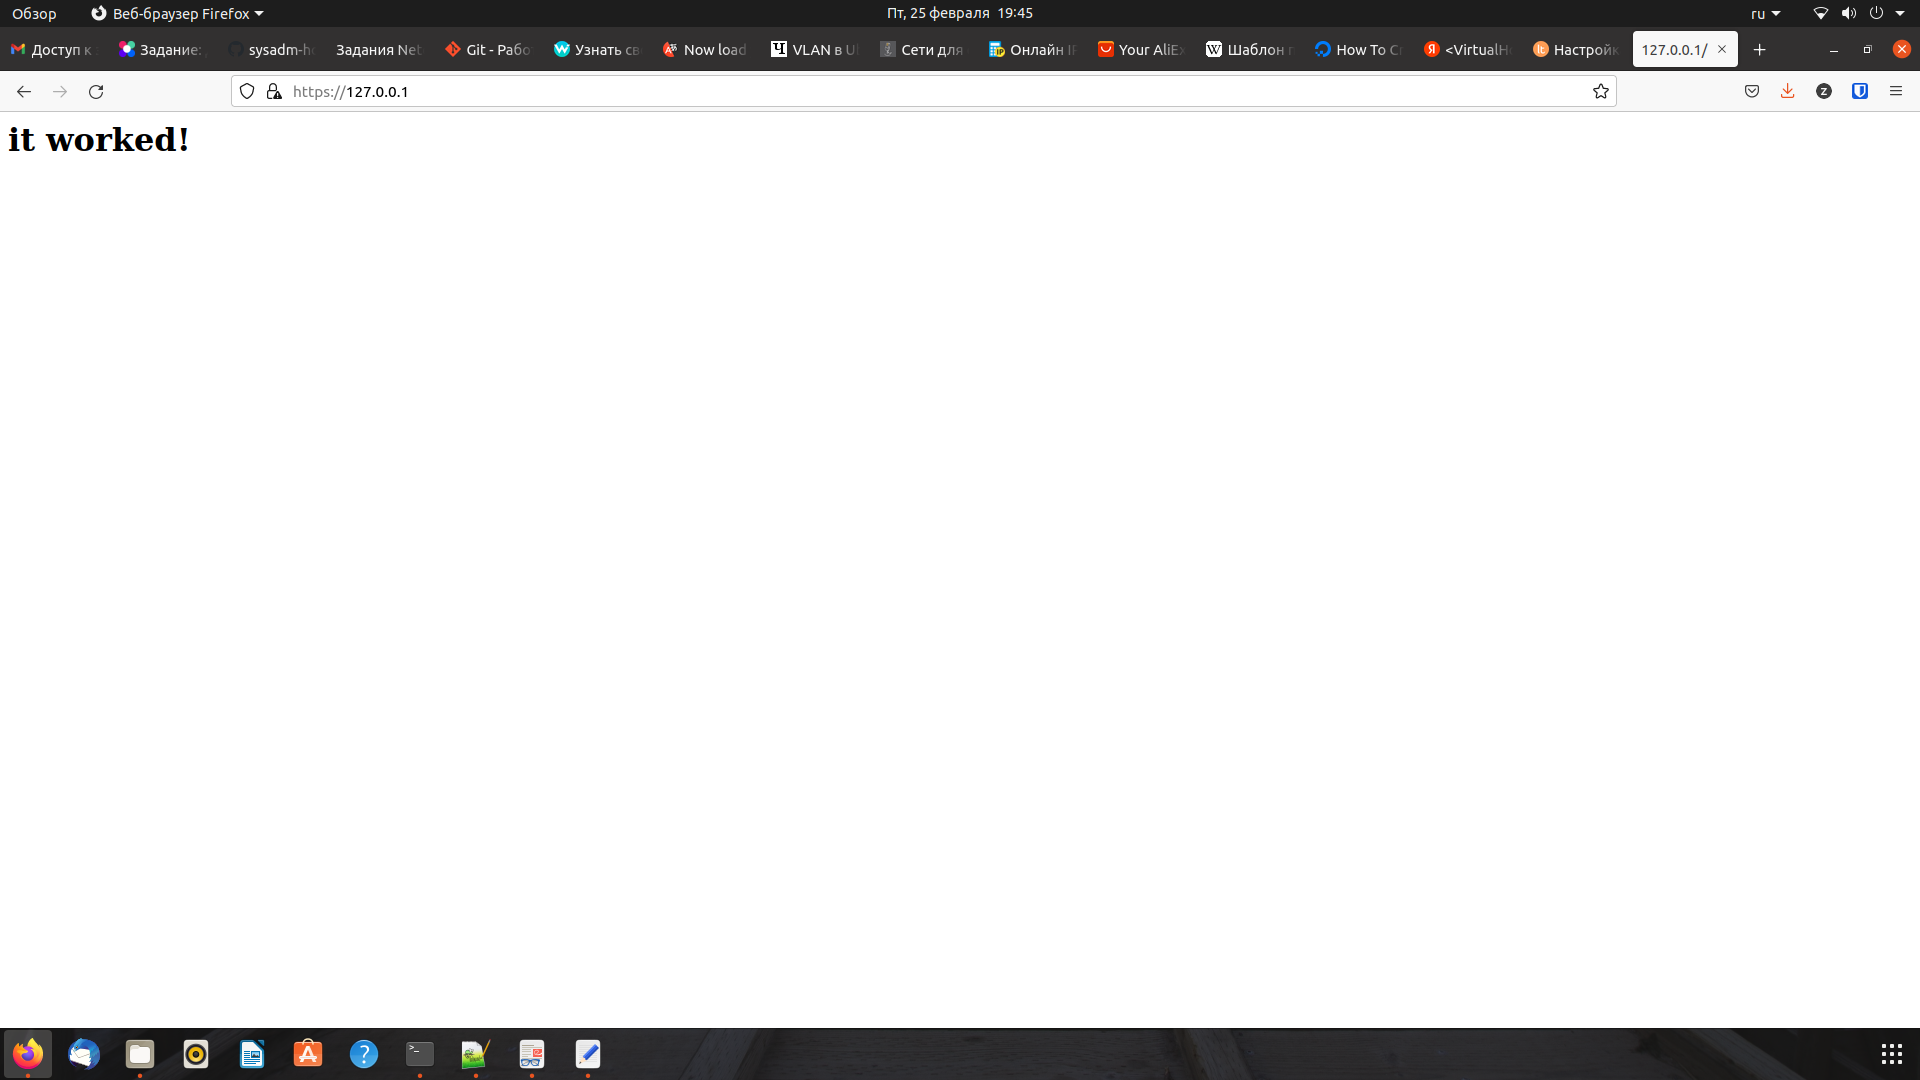 Обзор Веб-браузер Firefox Пт, 25 февраля 19:45 ru
Доступ к Задание: sysadm-h Задания Net Git - Рабо Узнать св Now load VLAN в U Сети для Онлайн IP Your AliEx Шаблон How To C <VirtualH Настройк 127.0.0.1/
https://127.0.0.1
it worked!